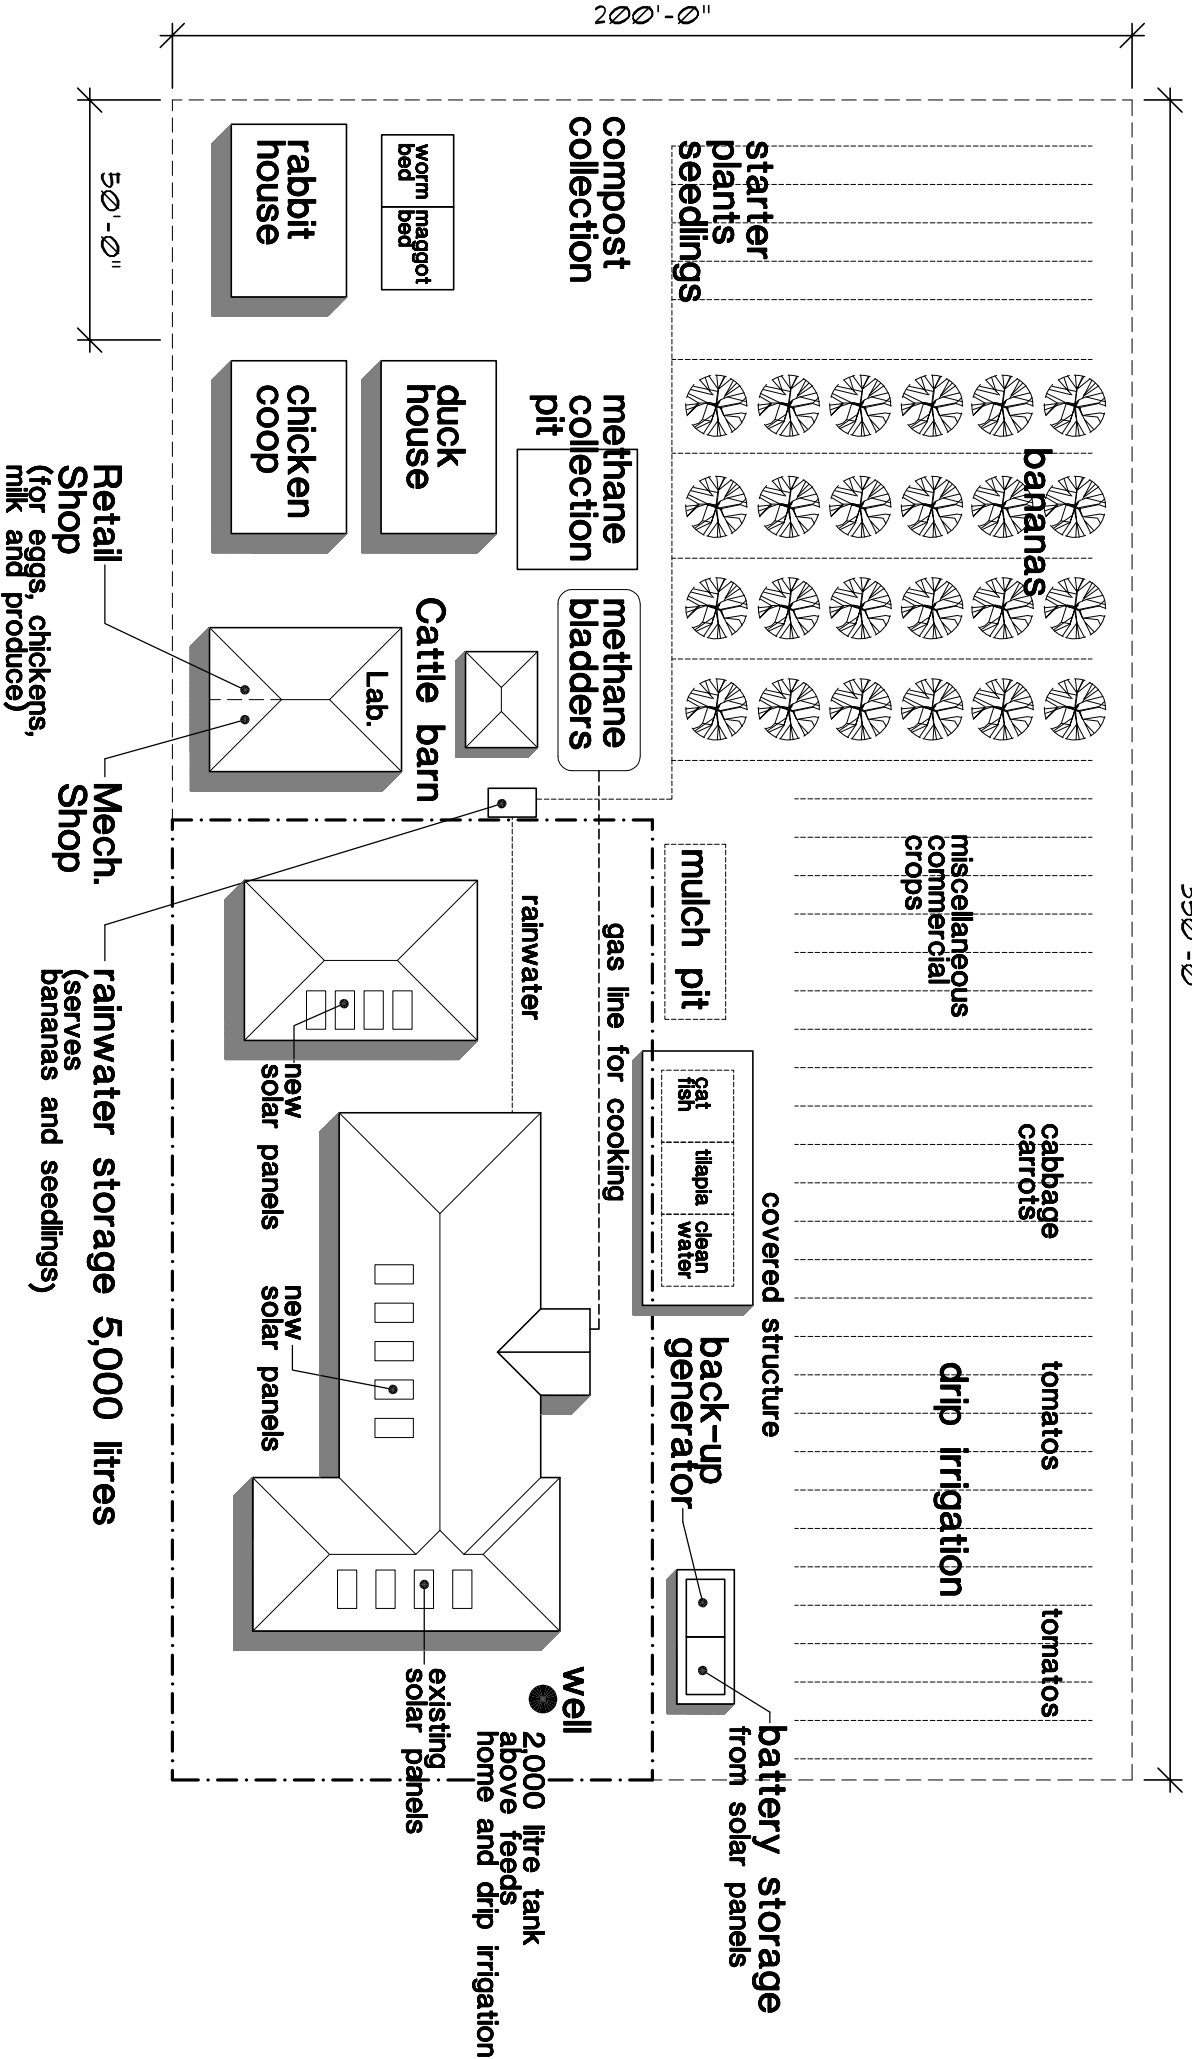 200'-0"
bananas
cabbage
carrots
tomatos
tomatos
miscellaneous
commercial
crops
drip irrigation
starter
plants
seedlings
compost
collection
methane
collection
pit
methane
bladders
mulch pit
covered structure
cat
fish
tilapia
clean
water
back-up
generator
battery storage
from solar panels
gas line for cooking
rainwater
well
2,000 litre tank
above feeds
home and drip irrigation
worm
bed
maggot
bed
duck
house
Cattle barn
Lab.
existing
solar panels
rabbit
house
chicken
coop
new
solar panels
new
solar panels
50'-0"
Retail
Shop
(for eggs, chickens,
milk and produce)
Mech.
Shop
rainwater storage 5,000 litres
(serves
bananas and seedlings)